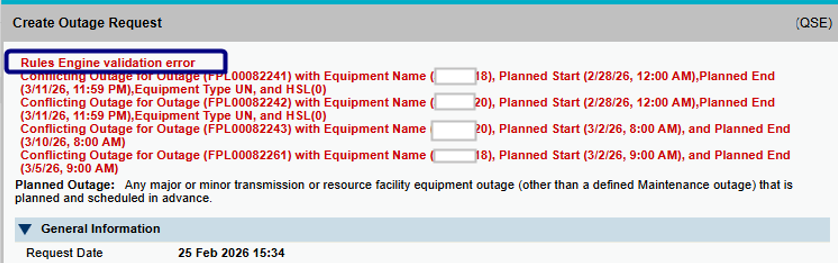 Create Outage Request (QSE)
Rules Engine validation error
Conflicting Outage for Outage (FPL00082241) with Equipment Name ( 18), Planned Start (2/28/26, 12:00 AM),Planned End
(3/11/26, 11:59 PM),Equipment Type UN, and HSL(0)
Conflicting Outage for Outage (FPL00082242) with Equipment Name ( 20), Planned Start (2/28/26, 12:00 AM),Planned End
(3/11/26, 11:59 PM),Equipment Type UN, and HSL(0)
Conflicting Outage for Outage (FPL00082243) with Equipment Name ( 20), Planned Start (3/2/26, 8:00 AM), and Planned End
(3/10/26, 8:00 AM)
Conflicting Outage for Outage (FPL00082261) with Equipment Name ( 18), Planned Start (3/2/26, 9:00 AM), and Planned End
(3/5/26, 9:00 AM)
Planned Outage: Any major or minor transmission or resource facility equipment outage (other than a defined Maintenance outage) that is
planned and scheduled in advance.
General Information
Request Date 25 Feb 2026 15:34